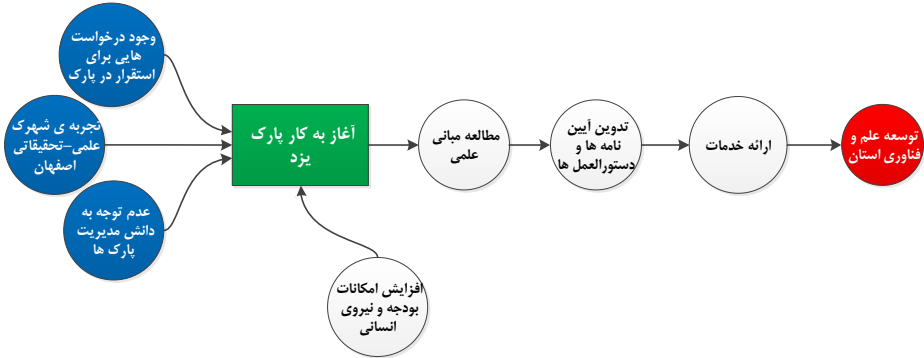 وجود درخواست
هایی برای
استقرار در پارک
تجربه ی شهرک
علمی-تحقیقاتی
اصفهان
عدم توجه به
دانش مدیریت
پارک ها
آغاز به کار پارک
یزد
افزایش امکانات
بودجه و نیروی
انسانی
مطالعه مبانی
علمی
تدوین آیین
نامه ها و
دستورالعمل ها
ارائه خدمات
توسعه علم و
فناوری استان